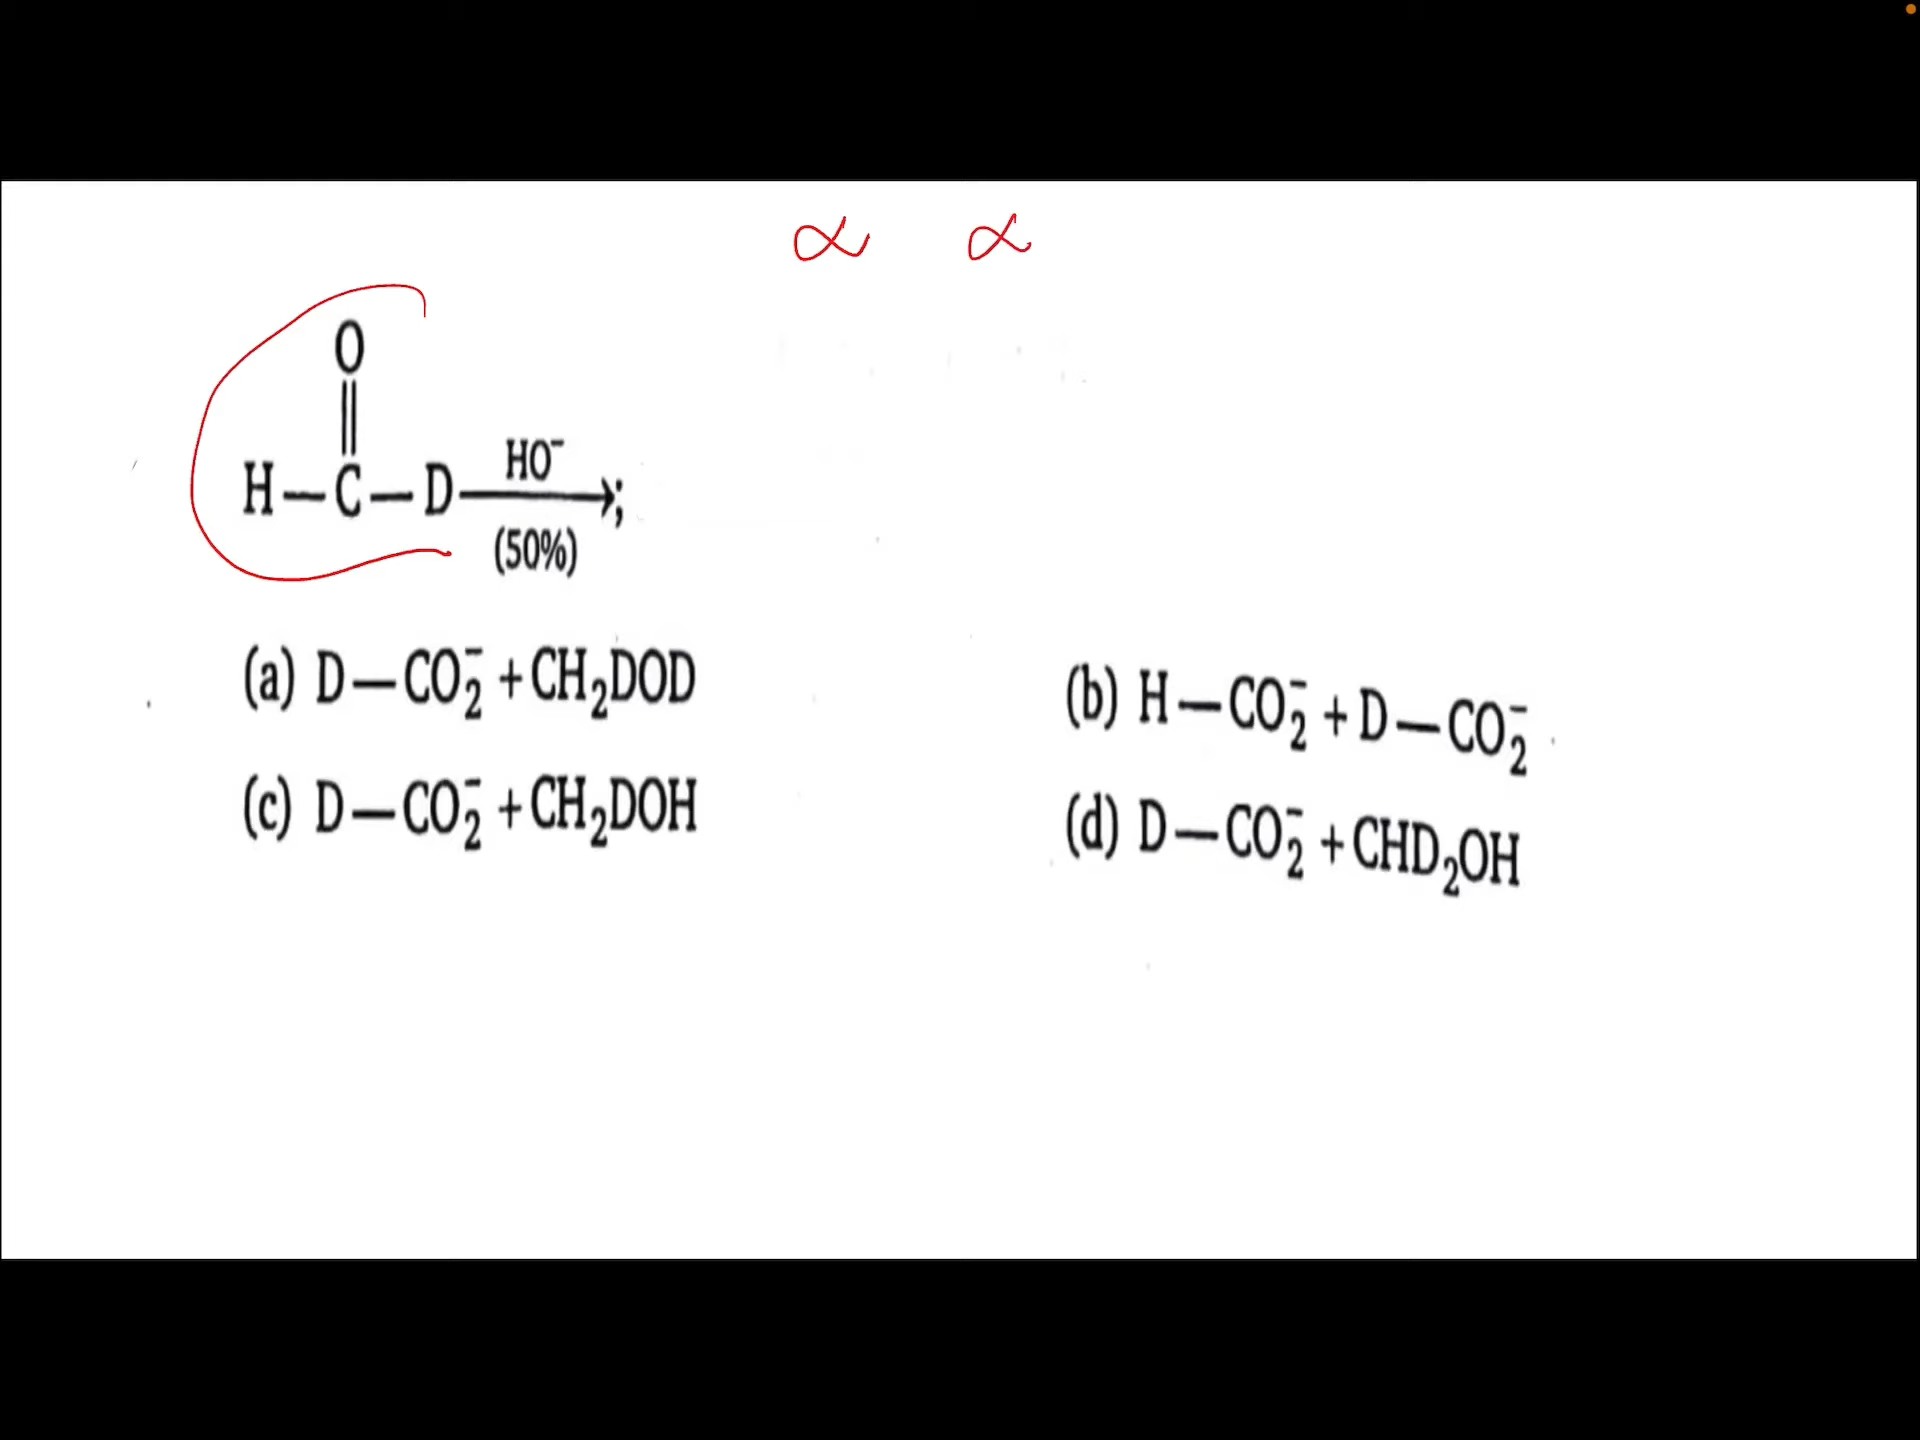 α α
O
||
H—C—D —HO⁻→;
(50%)
(a) D—CO₂⁻ + CH₂DOD
(b) H—CO₂⁻ + D—CO₂⁻
(c) D—CO₂⁻ + CH₂DOH
(d) D—CO₂⁻ + CHD₂OH